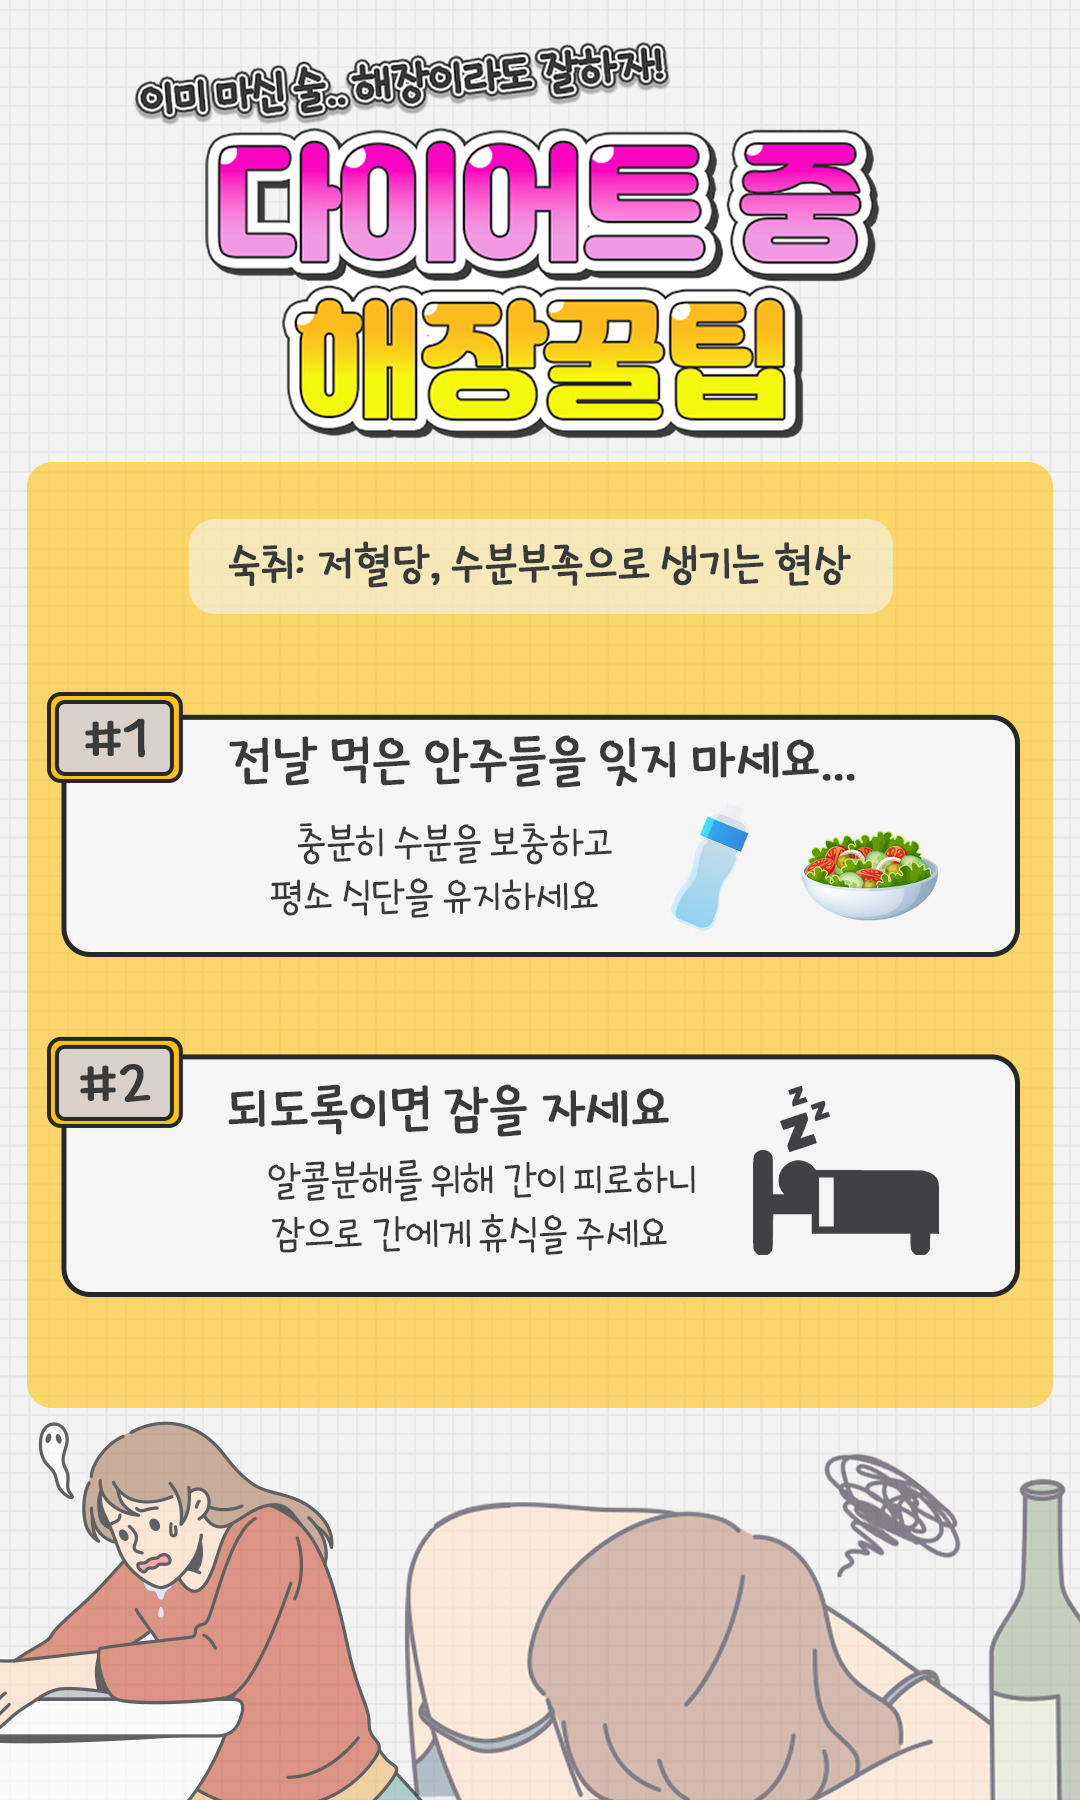 이미 마신 술.. 해장이라도 잘하자!
다이어트 중
해장꿀팁
숙취: 저혈당, 수분부족으로 생기는 현상
#1
전날 먹은 안주들을 잊지 마세요...
충분히 수분을 보충하고
평소 식단을 유지하세요
#2
되도록이면 잠을 자세요
알콜분해를 위해 간이 피로하니
잠으로 간에게 휴식을 주세요
z z z